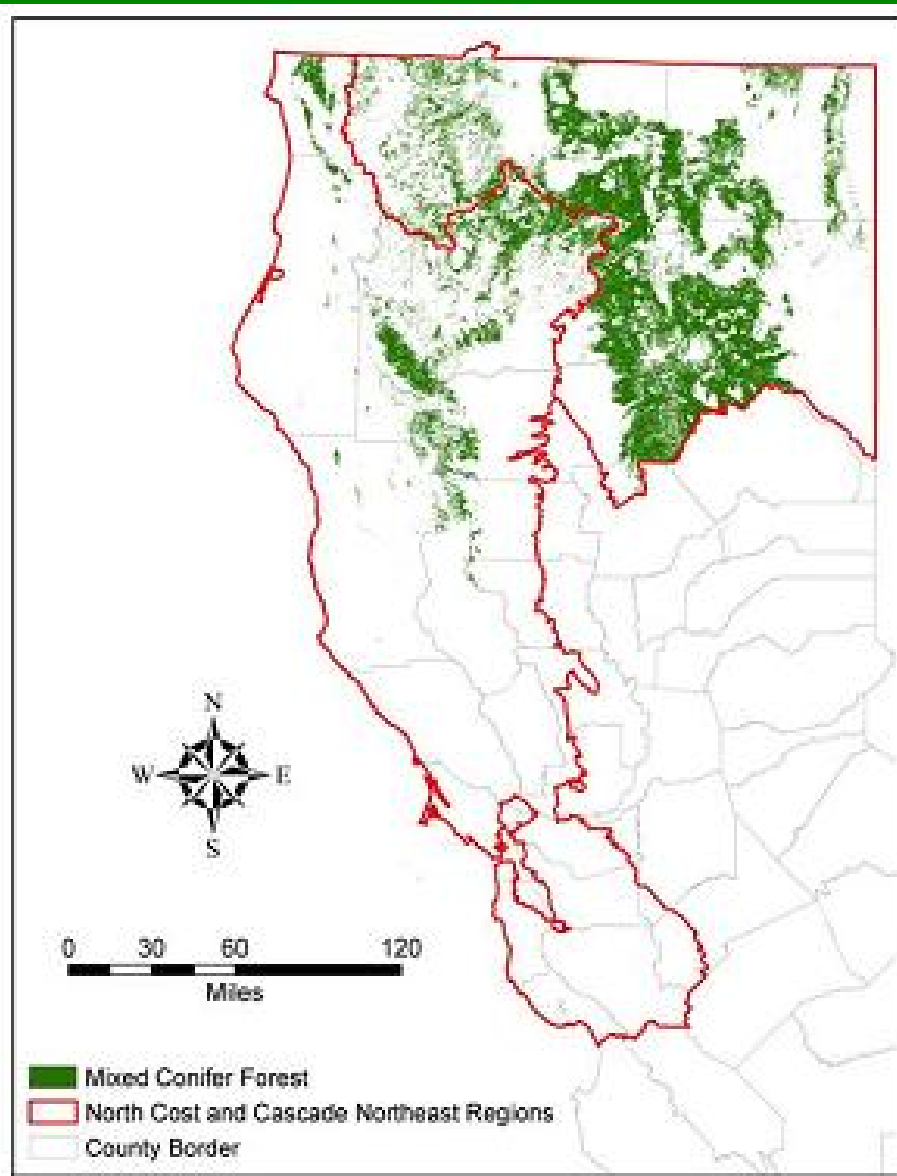 N
W E
S
0 30 60 120
Miles
Mixed Conifer Forest
North Cost and Cascade Northeast Regions
County Border